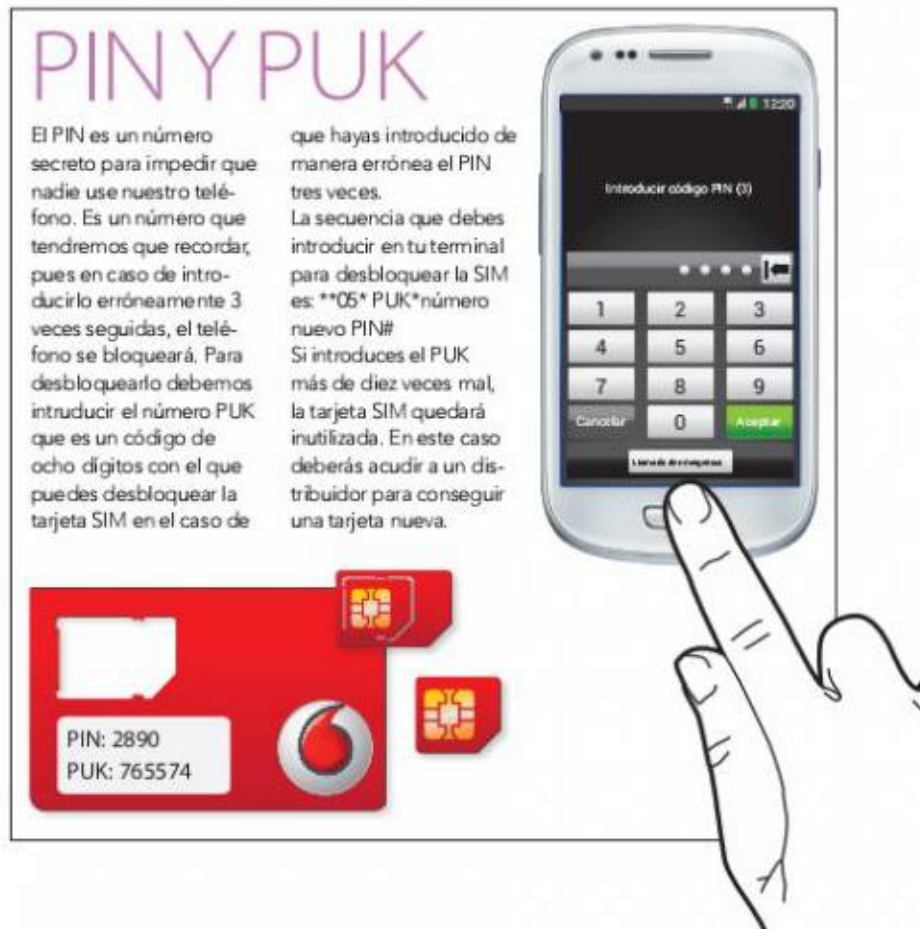 PIN Y PUK
El PIN es un número
secreto para impedir que
nadie use nuestro telé-
fono. Es un número que
tendremos que recordar,
pues en caso de intro-
ducirlo erróneamente 3
veces seguidas, el telé-
fono se bloqueará. Para
desbloquearlo debemos
intruducir el número PUK
que es un código de
ocho dígitos con el que
puedes desbloquear la
tarjeta SIM en el caso de
que hayas introducido de
manera errónea el PIN
tres veces.
La secuencia que debes
introducir en tu terminal
para desbloquear la SIM
es: **05* PUK*número
nuevo PIN#
Si introduces el PUK
más de diez veces mal,
la tarjeta SIM quedará
inutilizada. En este caso
deberás acudir a un dis-
tribuidor para conseguir
una tarjeta nueva.
12:20
Introducir código PIN (3)
1 2 3
4 5 6
7 8 9
Cancelar 0 Aceptar
Llamada de emergencia
PIN: 2890
PUK: 765574